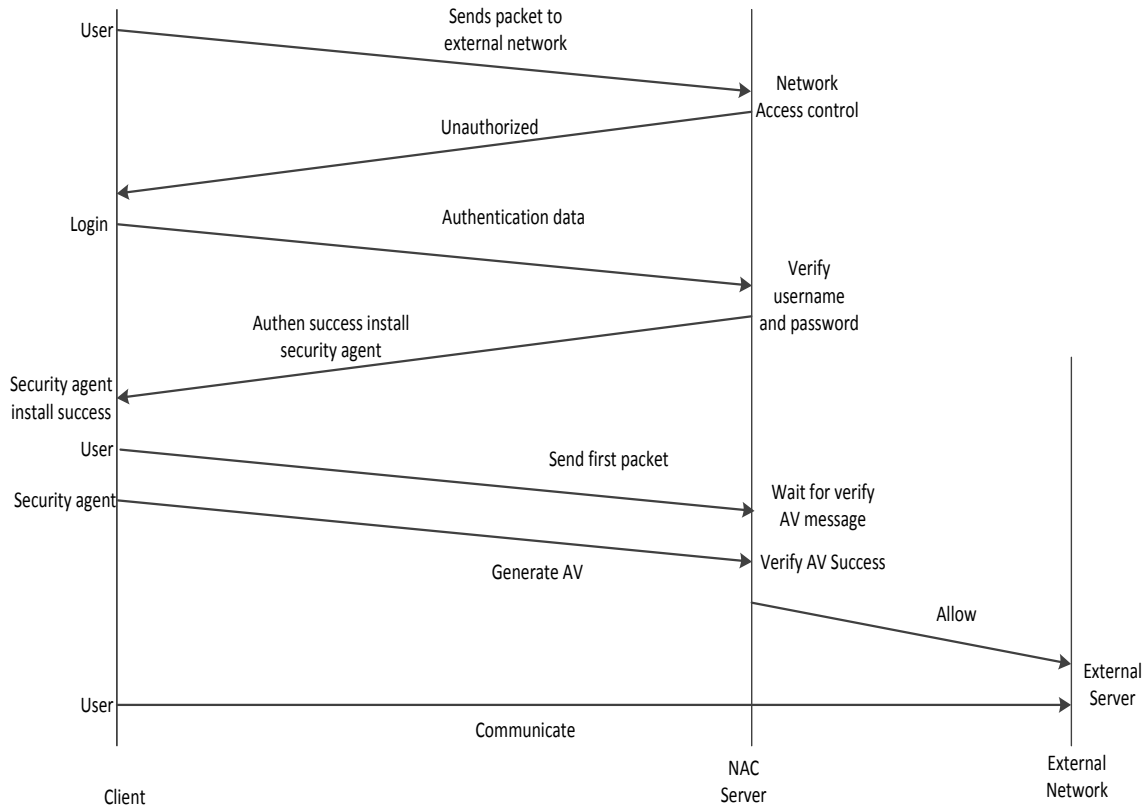 Sends packet to
external network
User
Network
Access control
Unauthorized
Login
Authentication data
Verify
username
and password
Authen success install
security agent
Security agent
install success
User
Send first packet
Security agent
Wait for verify
AV message
Generate AV
Verify AV Success
Allow
External
Server
User
Communicate
Client
NAC
Server
External
Network